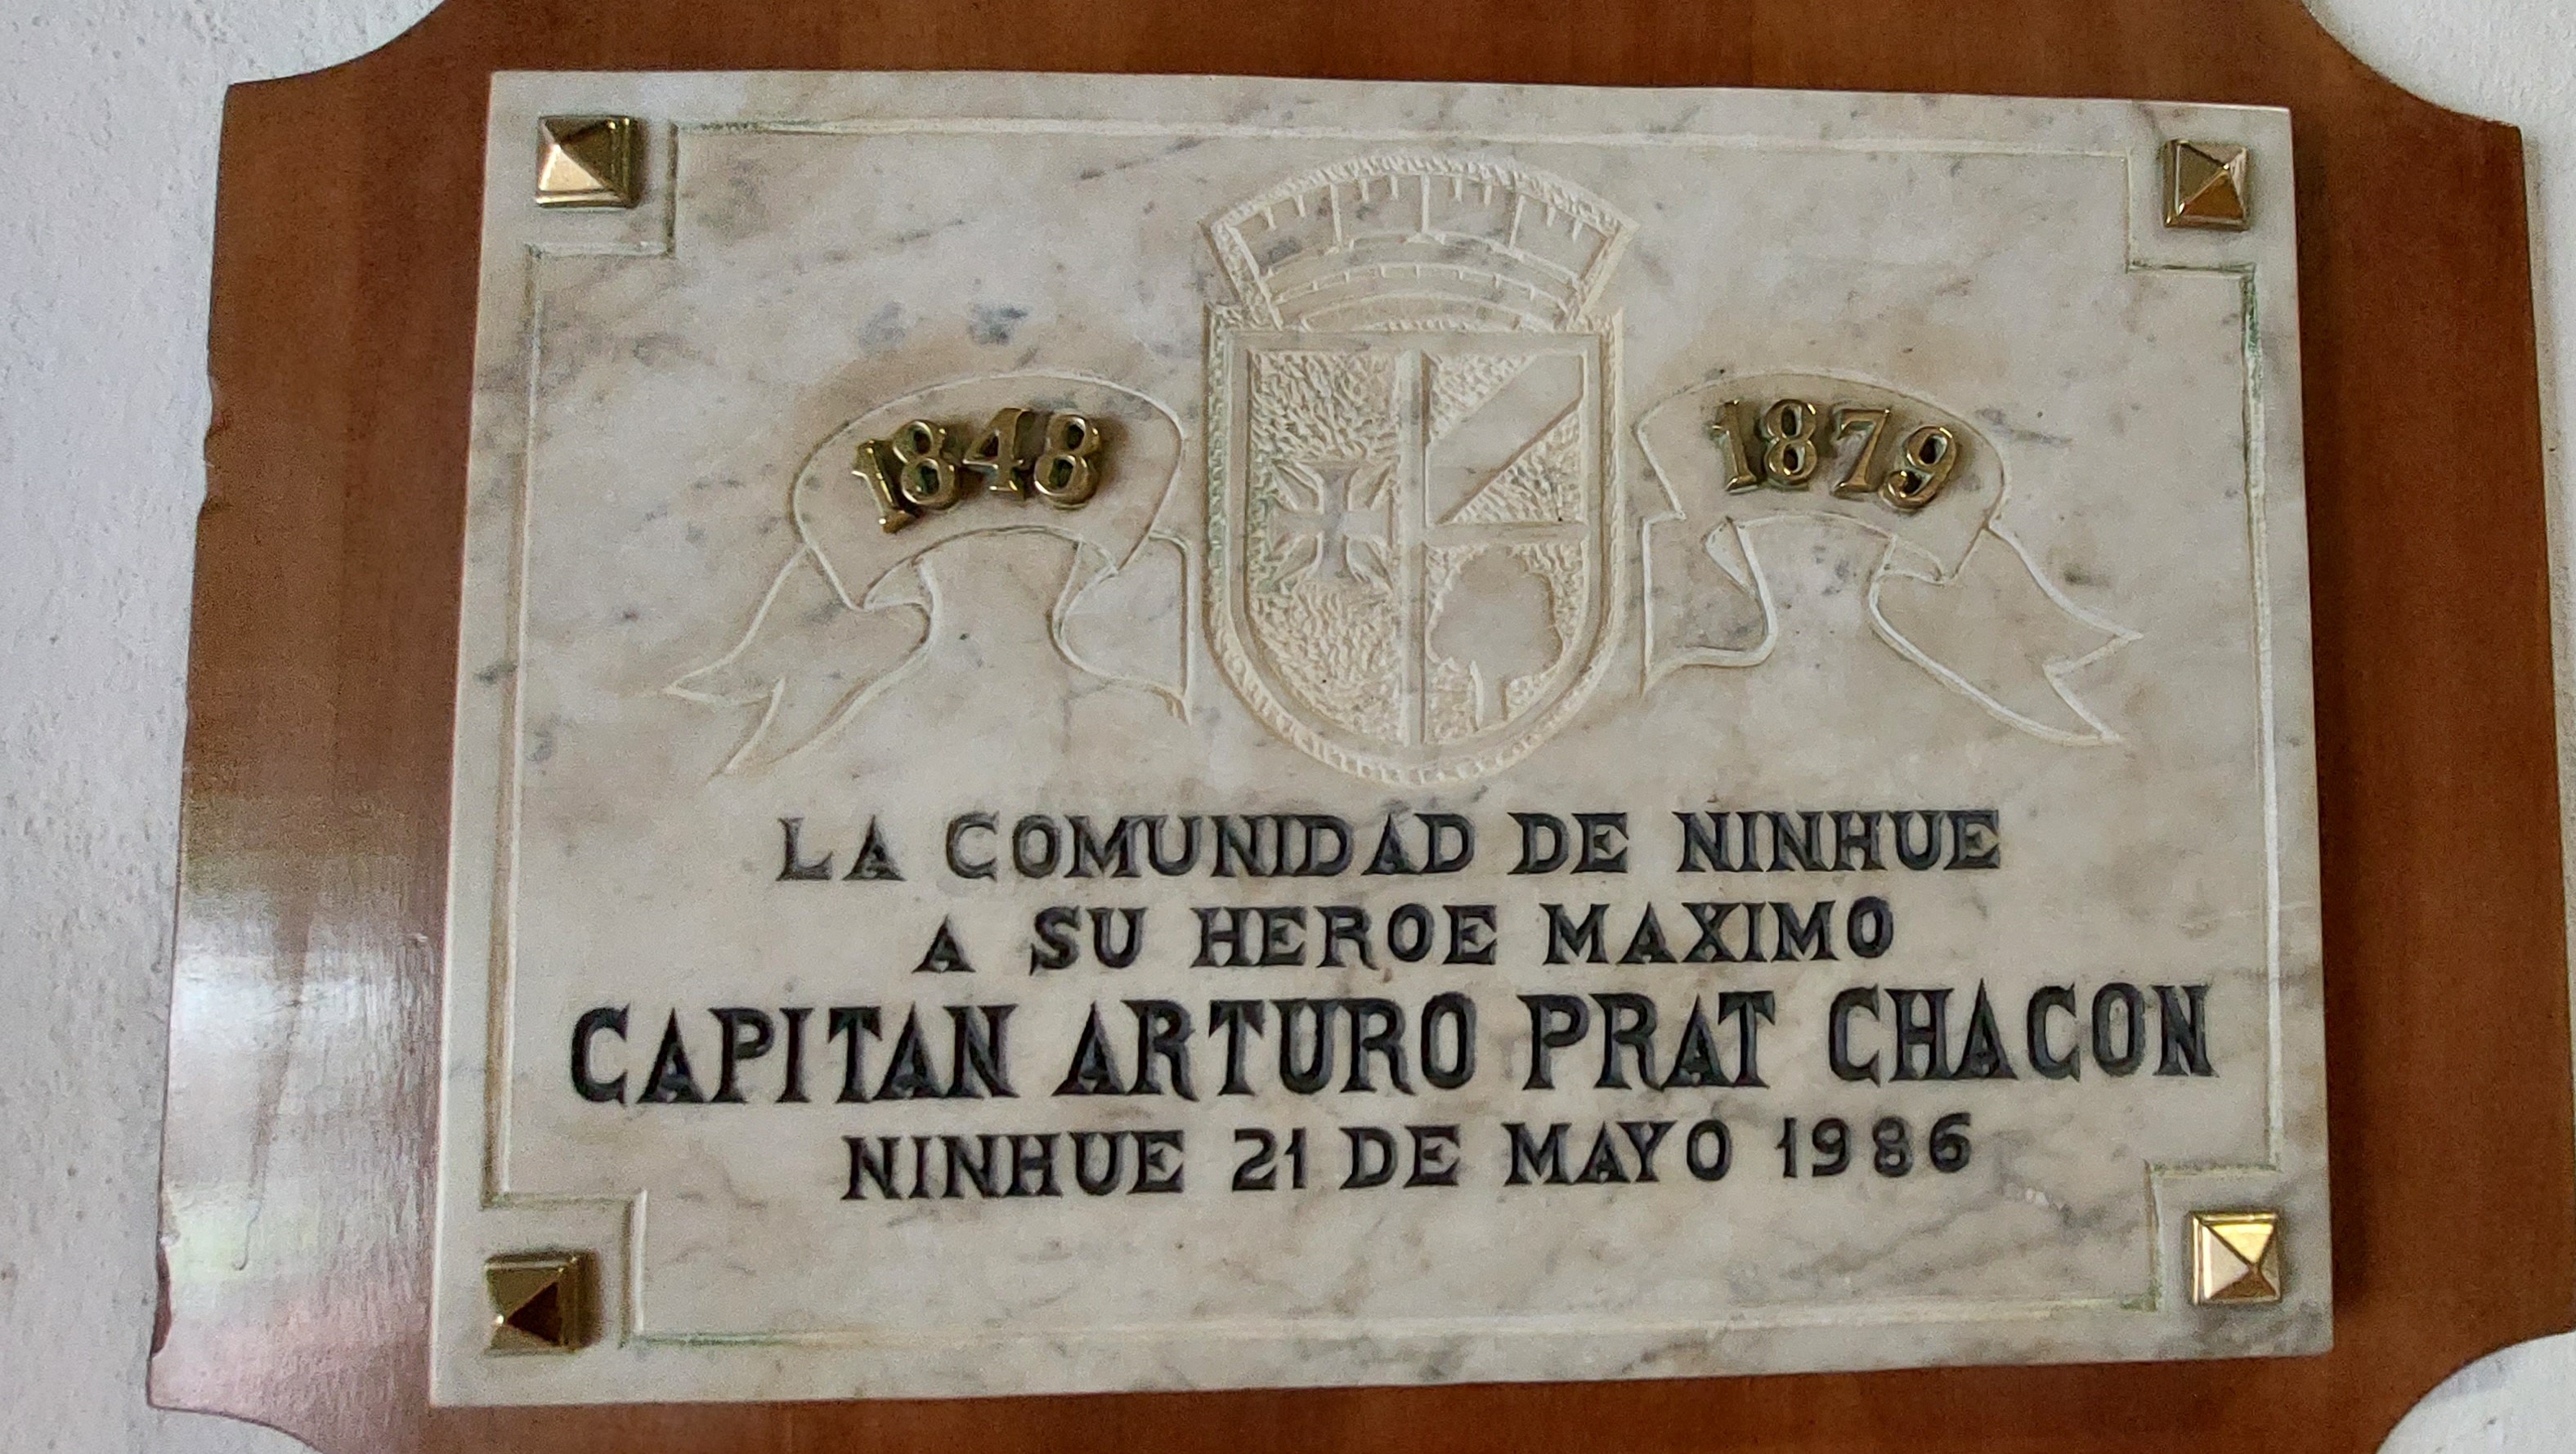 1848 1879
LA COMUNIDAD DE NINHUE
A SU HEROE MAXIMO
CAPITAN ARTURO PRAT CHACON
NINHUE 21 DE MAYO 1986